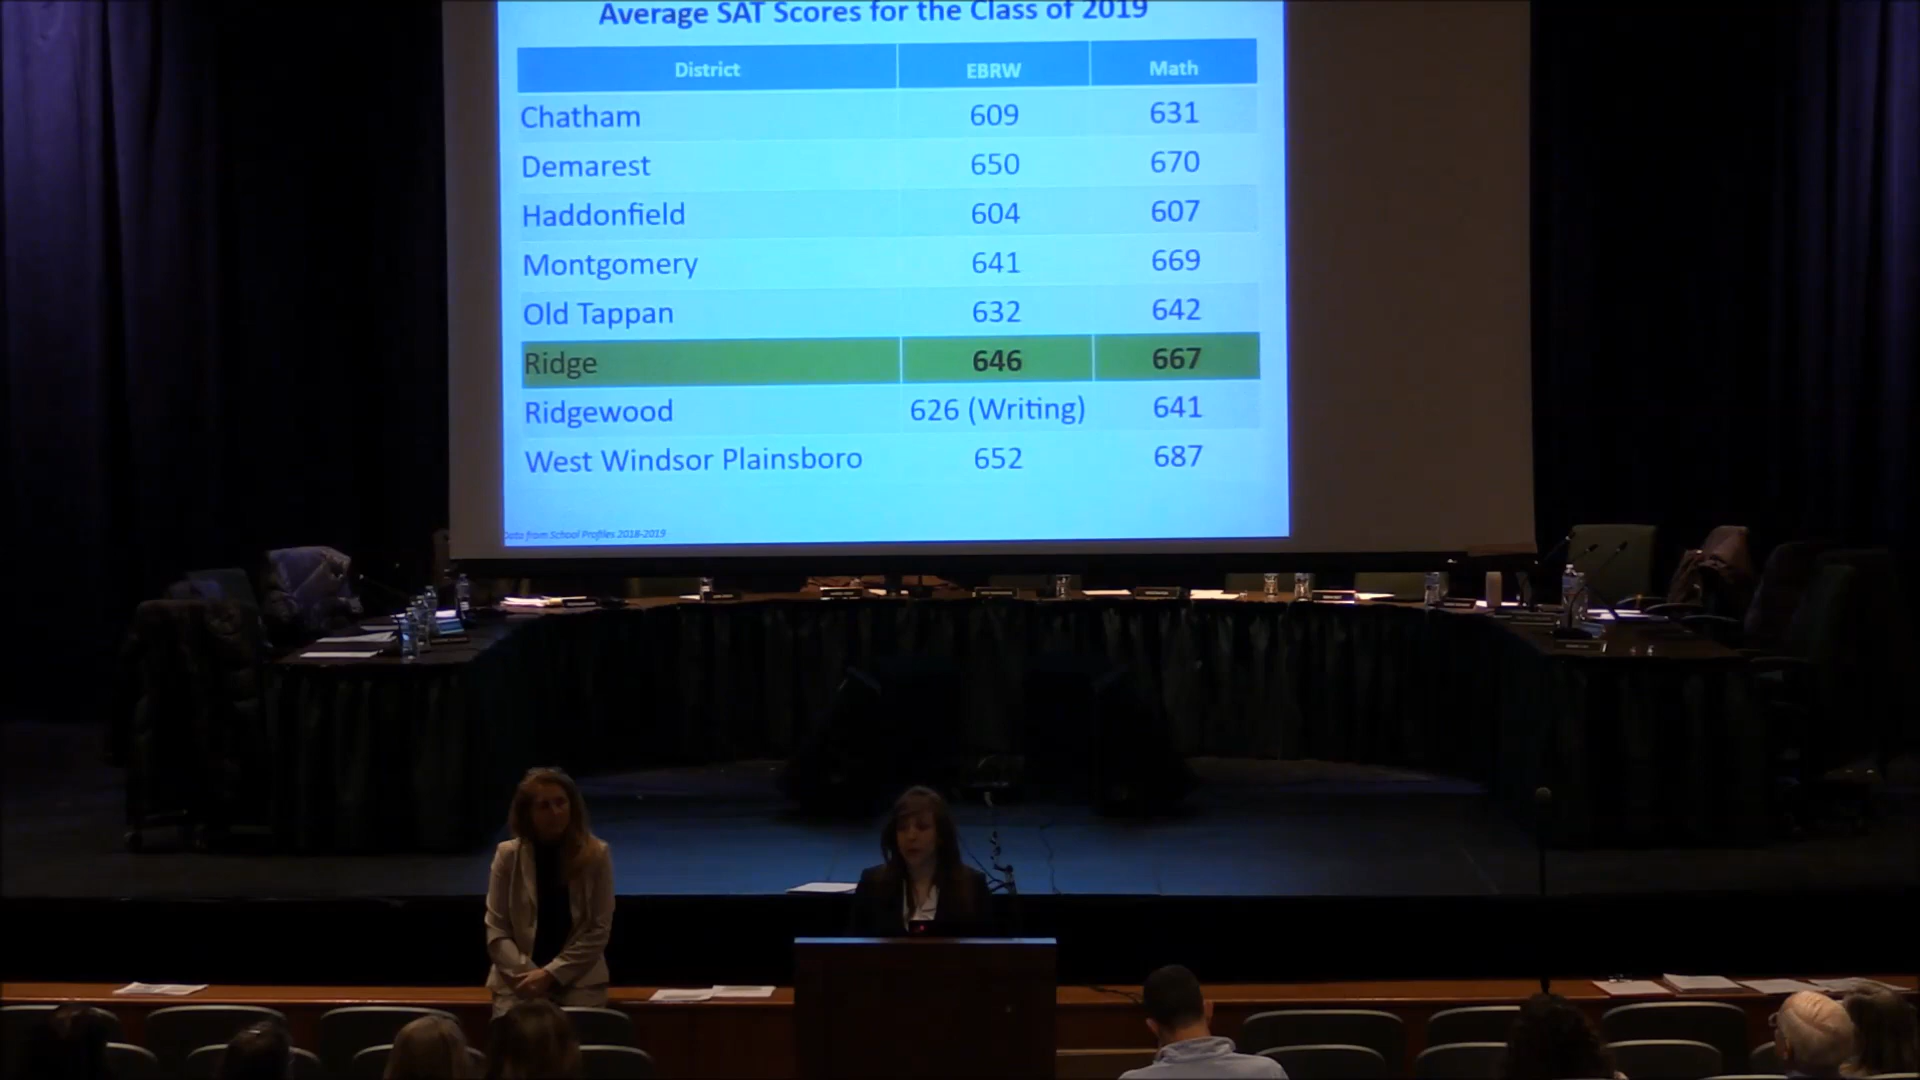 Average SAT Scores for the Class of 2019
District EBRW Math
Chatham 609 631
Demarest 650 670
Haddonfield 604 607
Montgomery 641 669
Old Tappan 632 642
Ridge 646 667
Ridgewood 626 (Writing) 641
West Windsor Plainsboro 652 687
Data from School Profiles 2018-2019